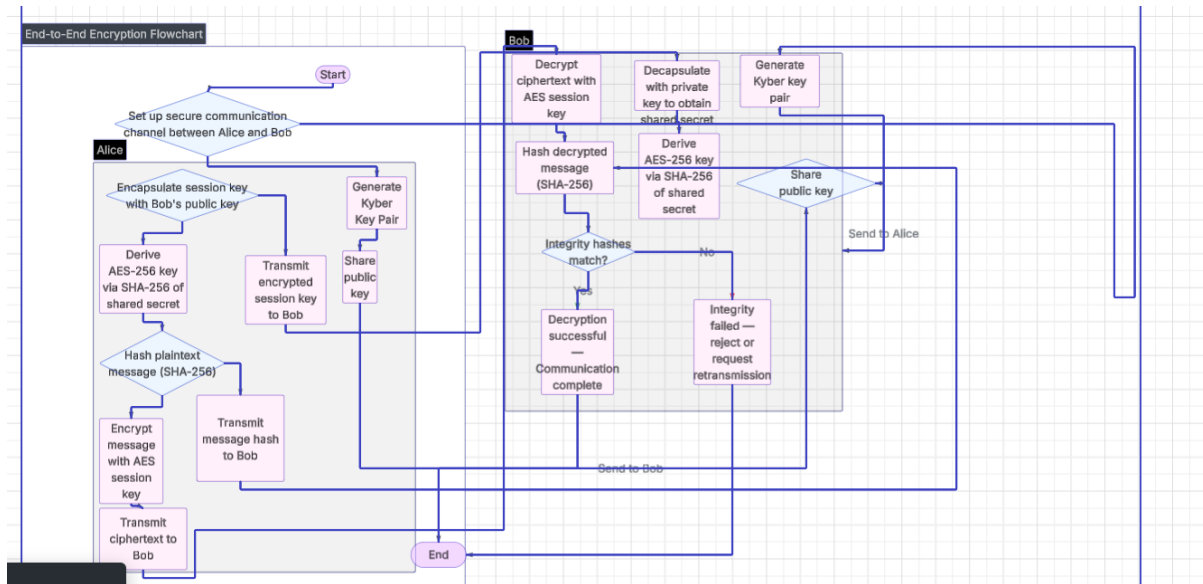 End-to-End Encryption Flowchart
Start
Set up secure communication
channel between Alice and Bob
Alice
Encapsulate session key
with Bob's public key
Generate
Kyber
Key Pair
Derive
AES-256 key
via SHA-256 of
shared secret
Transmit
encrypted
session key
to Bob
Share
public
key
Hash plaintext
message (SHA-256)
Encrypt
message
with AES
session
key
Transmit
message hash
to Bob
Transmit
ciphertext to
Bob
Bob
Decrypt
ciphertext with
AES session
key
Decapsulate
with private
key to obtain
shared secret
Generate
Kyber key
pair
Hash decrypted
message
(SHA-256)
Derive
AES-256 key
via SHA-256
of shared
secret
Share
public key
Send to Alice
Integrity hashes
match?
No
Yes
Decryption
successful
—
Communication
complete
Integrity
failed —
reject or
request
retransmission
Send to Bob
End